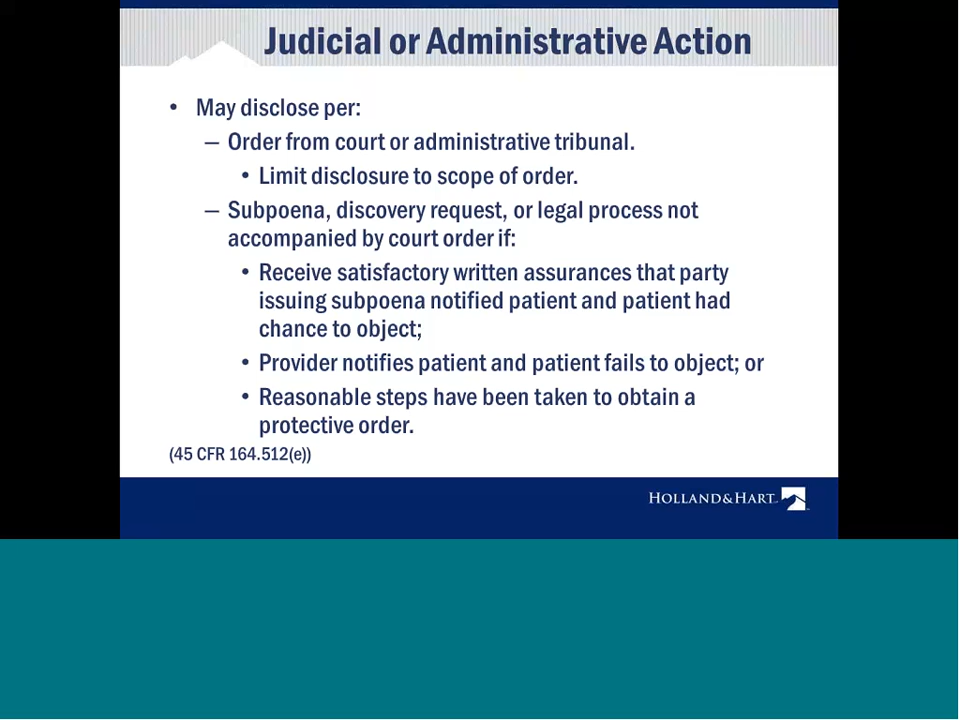 Judicial or Administrative Action
• May disclose per:
– Order from court or administrative tribunal.
• Limit disclosure to scope of order.
– Subpoena, discovery request, or legal process not
accompanied by court order if:
• Receive satisfactory written assurances that party
issuing subpoena notified patient and patient had
chance to object;
• Provider notifies patient and patient fails to object; or
• Reasonable steps have been taken to obtain a
protective order.
(45 CFR 164.512(e))
HOLLAND&HART